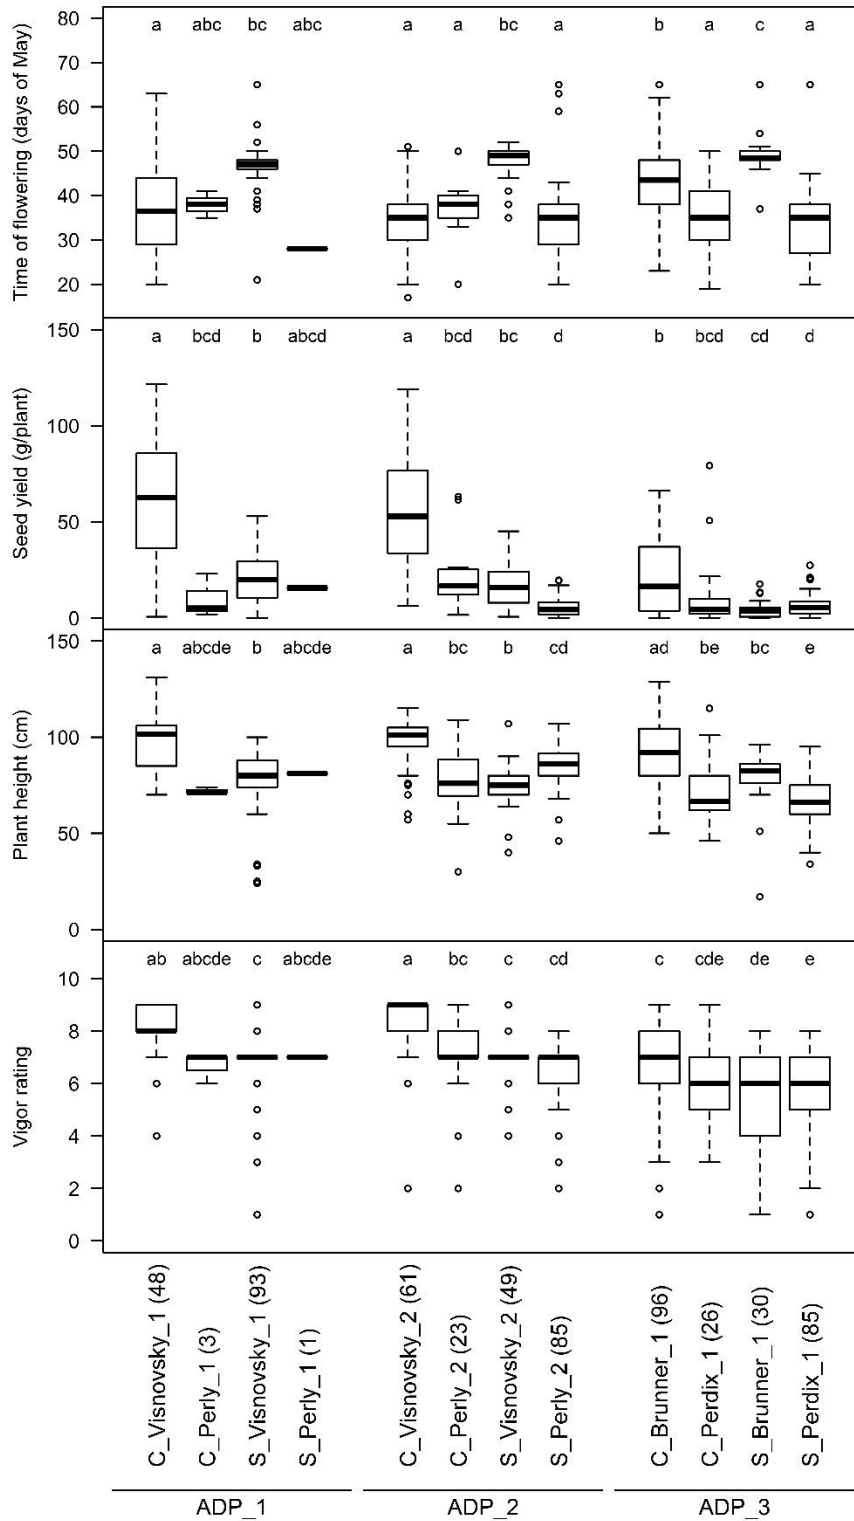 Time of flowering (days of May)
80
70
60
50
40
30
20
a abc bc abc a a bc a b a c a
Seed yield (g/plant)
150
100
50
0
a bcd b abcd a bcd bc d b bcd cd d
Plant height (cm)
150
100
50
0
a abcde b abcde a bc b cd ad be bc e
Vigor rating
10
8
6
4
2
0
ab abcde c abcde a bc c cd c cde de e
C_Visnovsky_1 (48)
C_Perly_1 (3)
S_Visnovsky_1 (93)
S_Perly_1 (1)
C_Visnovsky_2 (61)
C_Perly_2 (23)
S_Visnovsky_2 (49)
S_Perly_2 (85)
C_Brunner_1 (96)
C_Perdix_1 (26)
S_Brunner_1 (30)
S_Perdix_1 (85)
ADP_1 ADP_2 ADP_3